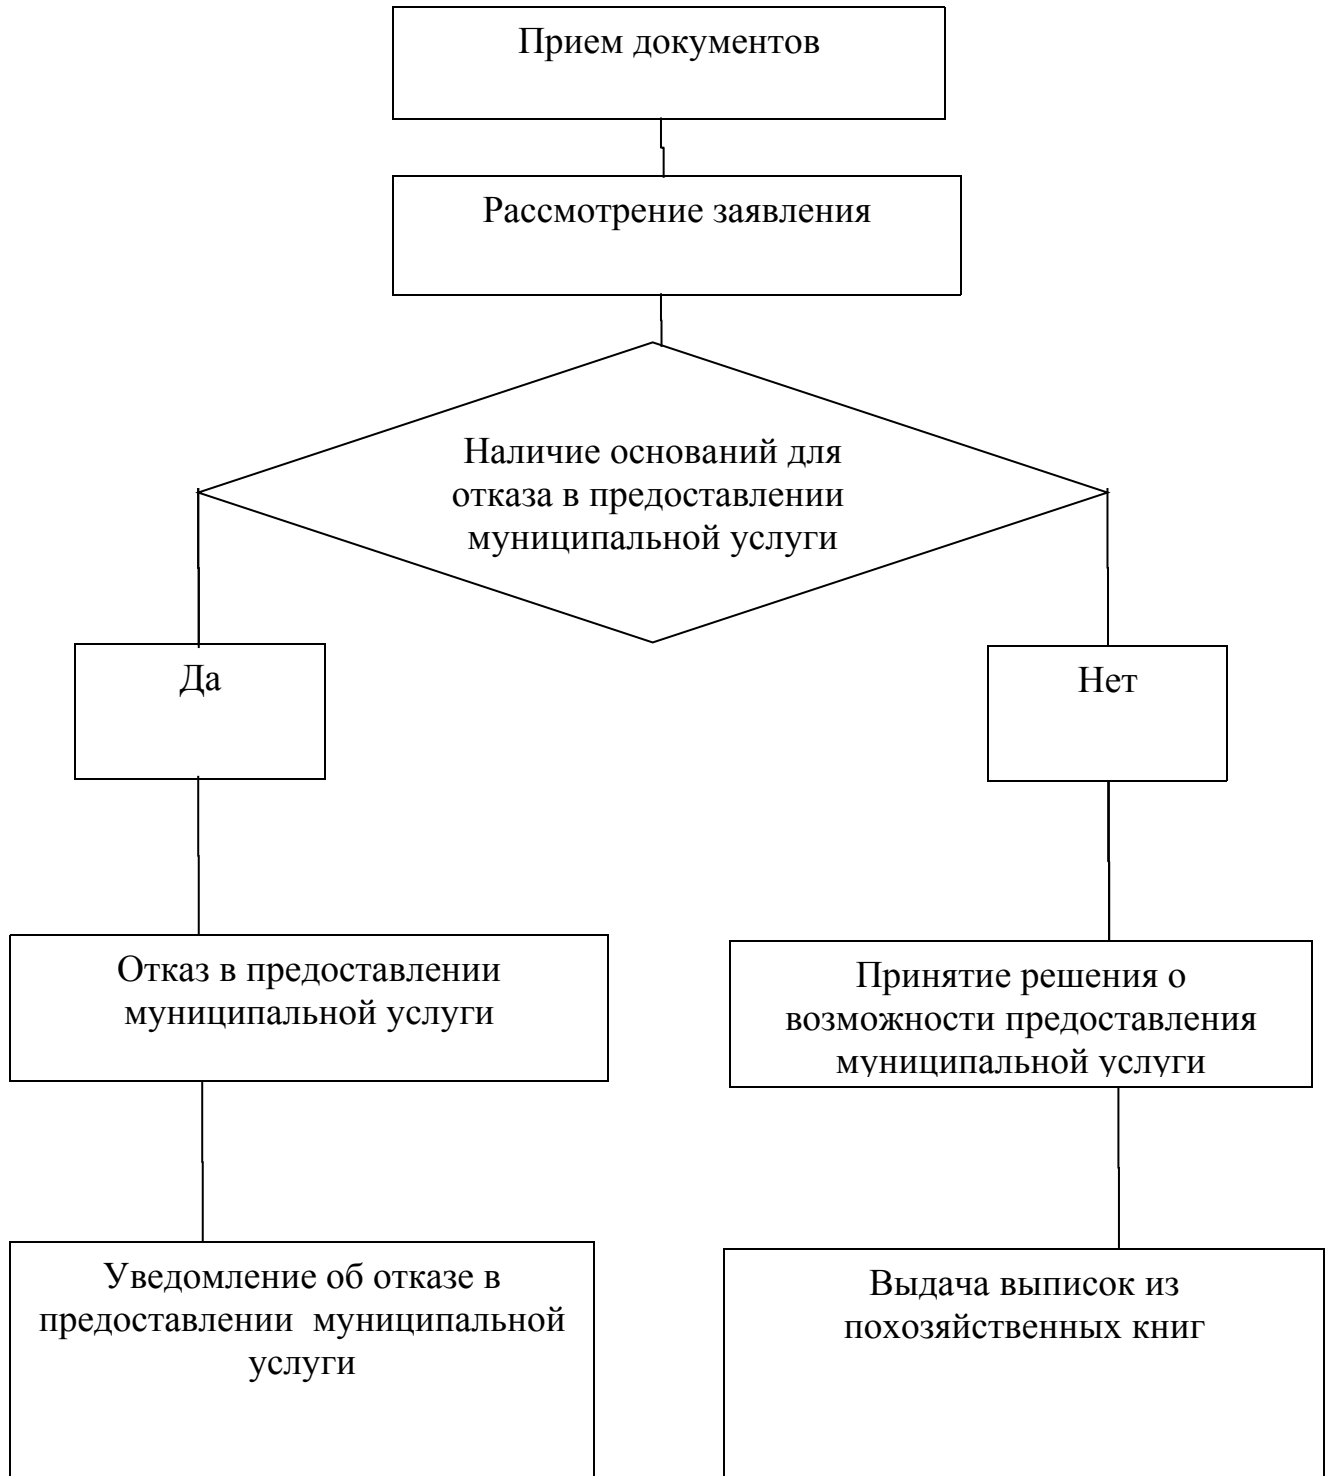 Прием документов
Рассмотрение заявления
Наличие оснований для
отказа в предоставлении
муниципальной услуги
Да
Нет
Отказ в предоставлении
муниципальной услуги
Принятие решения о
возможности предоставления
муниципальной услуги
Уведомление об отказе в
предоставлении муниципальной
услуги
Выдача выписок из
похозяйственных книг